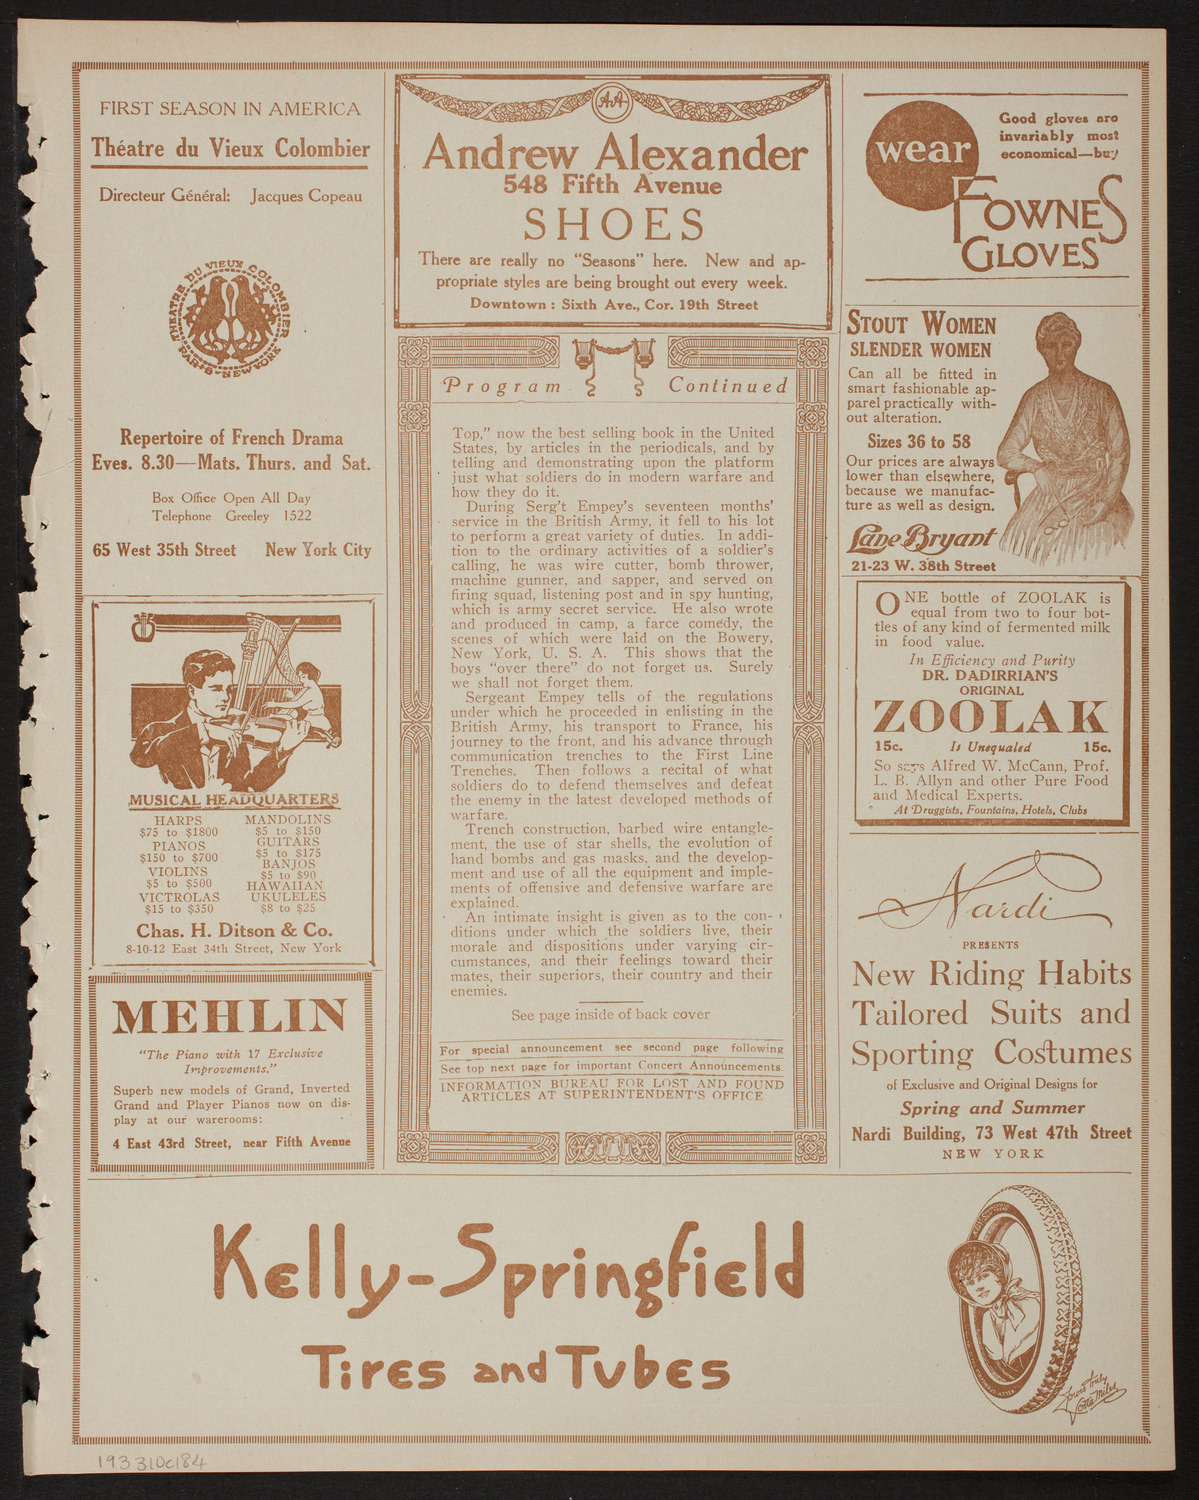 FIRST SEASON IN AMERICA
Théatre du Vieux Colombier
Directeur Général: Jacques Copeau
THEATRE DU VIEUX COLOMBIER
PARIS-NEW YORK
Repertoire of French Drama
Eves. 8.30—Mats. Thurs. and Sat.
Box Office Open All Day
Telephone Greeley 1522
65 West 35th Street New York City
MUSICAL HEADQUARTERS
HARPS
$75 to $1800
PIANOS
$150 to $700
VIOLINS
$5 to $500
VICTROLAS
$15 to $350
MANDOLINS
$5 to $150
GUITARS
$5 to $175
BANJOS
$5 to $90
HAWAIIAN
UKULELES
$8 to $25
Chas. H. Ditson & Co.
8-10-12 East 34th Street, New York
MEHLIN
"The Piano with 17 Exclusive
Improvements."
Superb new models of Grand, Inverted
Grand and Player Pianos now on dis-
play at our warerooms:
4 East 43rd Street, near Fifth Avenue
AA
Andrew Alexander
548 Fifth Avenue
SHOES
There are really no "Seasons" here. New and ap-
propriate styles are being brought out every week.
Downtown: Sixth Ave., Cor. 19th Street
Program Continued
Top," now the best selling book in the United
States, by articles in the periodicals, and by
telling and demonstrating upon the platform
just what soldiers do in modern warfare and
how they do it.
During Serg't Empey's seventeen months'
service in the British Army, it fell to his lot
to perform a great variety of duties. In addi-
tion to the ordinary activities of a soldier's
calling, he was wire cutter, bomb thrower,
machine gunner, and sapper, and served on
firing squad, listening post and in spy hunting,
which is army secret service. He also wrote
and produced in camp, a farce comedy, the
scenes of which were laid on the Bowery,
New York, U. S. A. This shows that the
boys "over there" do not forget us. Surely
we shall not forget them.
Sergeant Empey tells of the regulations
under which he proceeded in enlisting in the
British Army, his transport to France, his
journey to the front, and his advance through
communication trenches to the First Line
Trenches. Then follows a recital of what
soldiers do to defend themselves and defeat
the enemy in the latest developed methods of
warfare.
Trench construction, barbed wire entangle-
ment, the use of star shells, the evolution of
hand bombs and gas masks, and the develop-
ment and use of all the equipment and imple-
ments of offensive and defensive warfare are
explained.
An intimate insight is given as to the con-
ditions under which the soldiers live, their
morale and dispositions under varying cir-
cumstances, and their feelings toward their
mates, their superiors, their country and their
enemies.
See page inside of back cover
For special announcement see second page following
See top next page for important Concert Announcements.
INFORMATION BUREAU FOR LOST AND FOUND
ARTICLES AT SUPERINTENDENT'S OFFICE
wear
Good gloves are
invariably most
economical—buy
FOWNES
GLOVES
STOUT WOMEN
SLENDER WOMEN
Can all be fitted in
smart fashionable ap-
parel practically with-
out alteration.
Sizes 36 to 58
Our prices are always
lower than elsewhere,
because we manufac-
ture as well as design.
Lane Bryant
21-23 W. 38th Street
ONE bottle of ZOOLAK is
equal from two to four bot-
tles of any kind of fermented milk
in food value.
In Efficiency and Purity
DR. DADIRRIAN'S
ORIGINAL
ZOOLAK
15c. Is Unequaled 15c.
So says Alfred W. McCann, Prof.
L. B. Allyn and other Pure Food
and Medical Experts.
At Druggists, Fountains, Hotels, Clubs
Nardi
PRESENTS
New Riding Habits
Tailored Suits and
Sporting Costumes
of Exclusive and Original Designs for
Spring and Summer
Nardi Building, 73 West 47th Street
NEW YORK
Kelly-Springfield
Tires and Tubes
Yours truly
Lotta Miles
193310c184